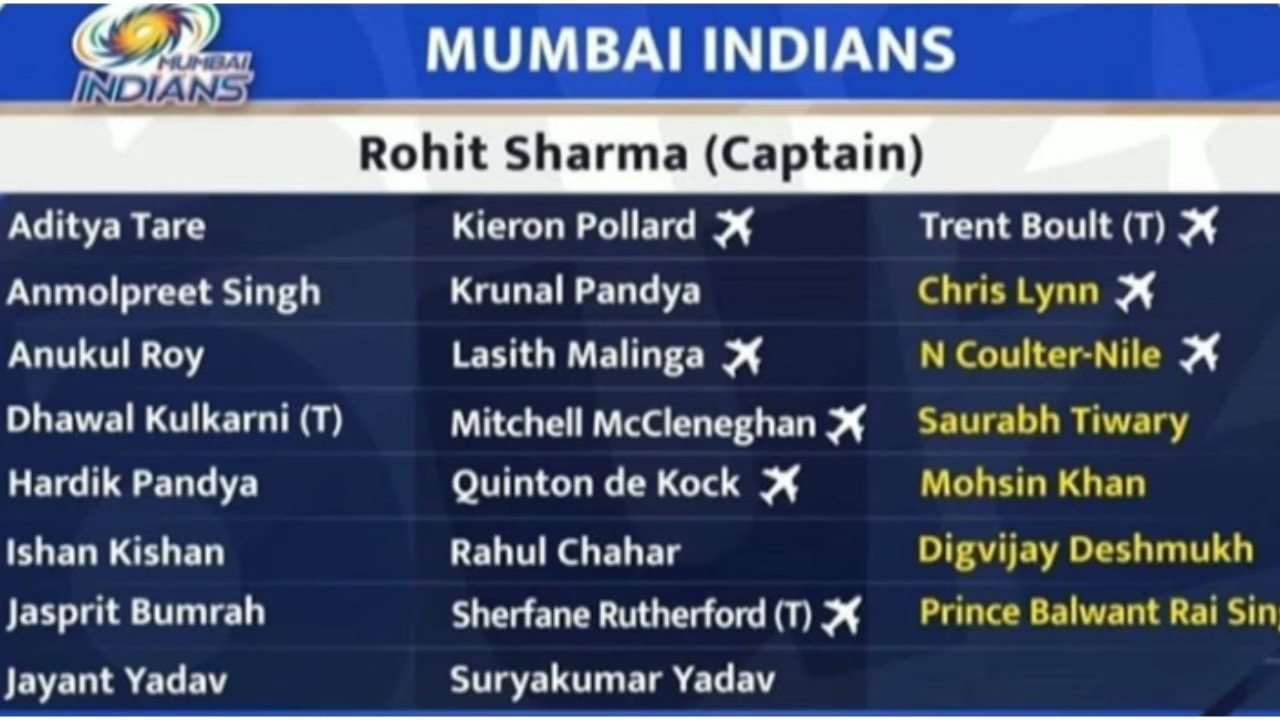 MUMBAI INDIANS
MUMBAI INDIANS
Rohit Sharma (Captain)
Aditya Tare Kieron Pollard Trent Boult (T)
Anmolpreet Singh Krunal Pandya Chris Lynn
Anukul Roy Lasith Malinga N Coulter-Nile
Dhawal Kulkarni (T) Mitchell McCleneghan Saurabh Tiwary
Hardik Pandya Quinton de Kock Mohsin Khan
Ishan Kishan Rahul Chahar Digvijay Deshmukh
Jasprit Bumrah Sherfane Rutherford (T) Prince Balwant Rai
Jayant Yadav Suryakumar Yadav